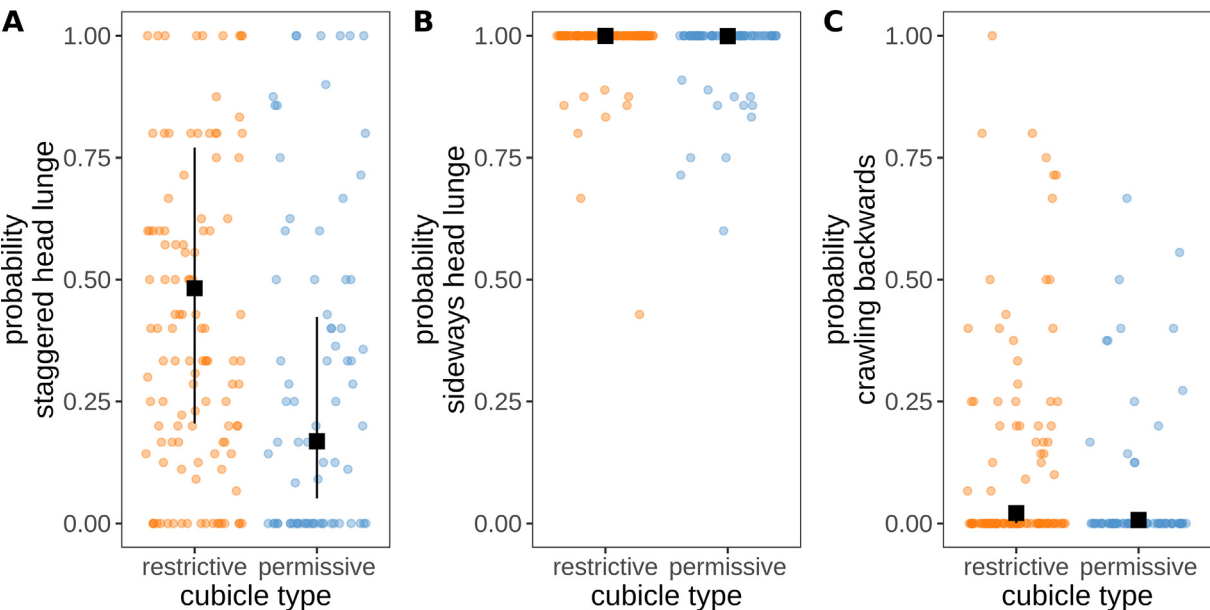 A
probability
staggered head lunge
1.00
0.75
0.50
0.25
0.00
restrictive permissive
cubicle type
B
probability
sideways head lunge
1.00
0.75
0.50
0.25
0.00
restrictive permissive
cubicle type
C
probability
crawling backwards
1.00
0.75
0.50
0.25
0.00
restrictive permissive
cubicle type